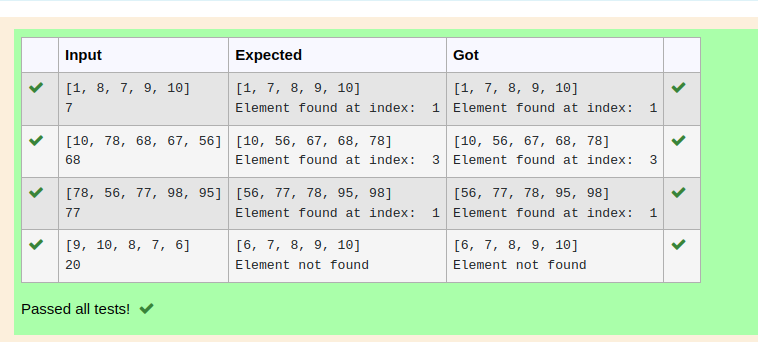 Input Expected Got
[1, 8, 7, 9, 10] [1, 7, 8, 9, 10] [1, 7, 8, 9, 10]
7 Element found at index:  1 Element found at index:  1
[10, 78, 68, 67, 56] [10, 56, 67, 68, 78] [10, 56, 67, 68, 78]
68 Element found at index:  3 Element found at index:  3
[78, 56, 77, 98, 95] [56, 77, 78, 95, 98] [56, 77, 78, 95, 98]
77 Element found at index:  1 Element found at index:  1
[9, 10, 8, 7, 6] [6, 7, 8, 9, 10] [6, 7, 8, 9, 10]
20 Element not found Element not found
Passed all tests!